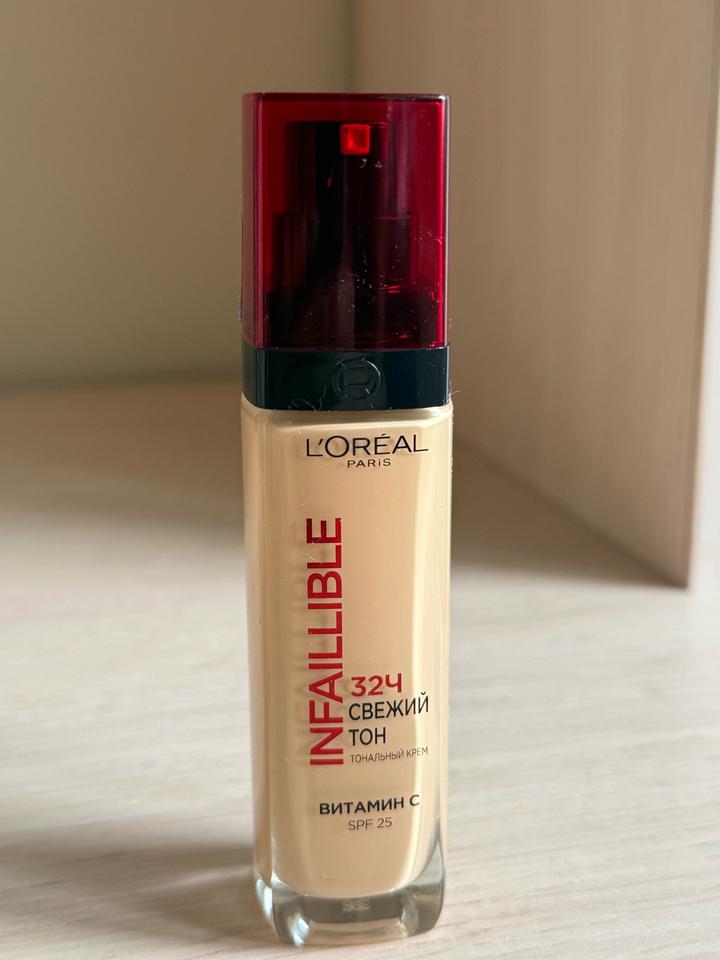 L'ORÉAL
PARIS
INFAILLIBLE
32Ч
СВЕЖИЙ
ТОН
ТОНАЛЬНЫЙ КРЕМ
ВИТАМИН С
SPF 25